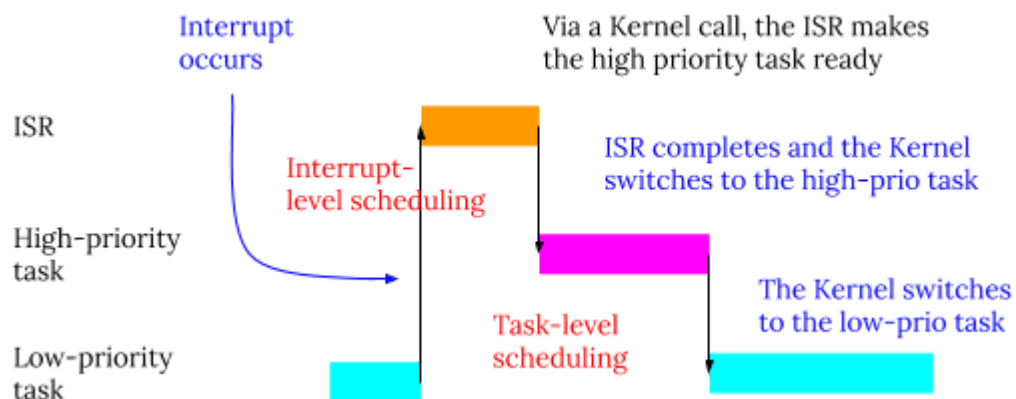 Interrupt
occurs
Via a Kernel call, the ISR makes
the high priority task ready
ISR
Interrupt-
level scheduling
ISR completes and the Kernel
switches to the high-prio task
High-priority
task
The Kernel switches
to the low-prio task
Task-level
scheduling
Low-priority
task